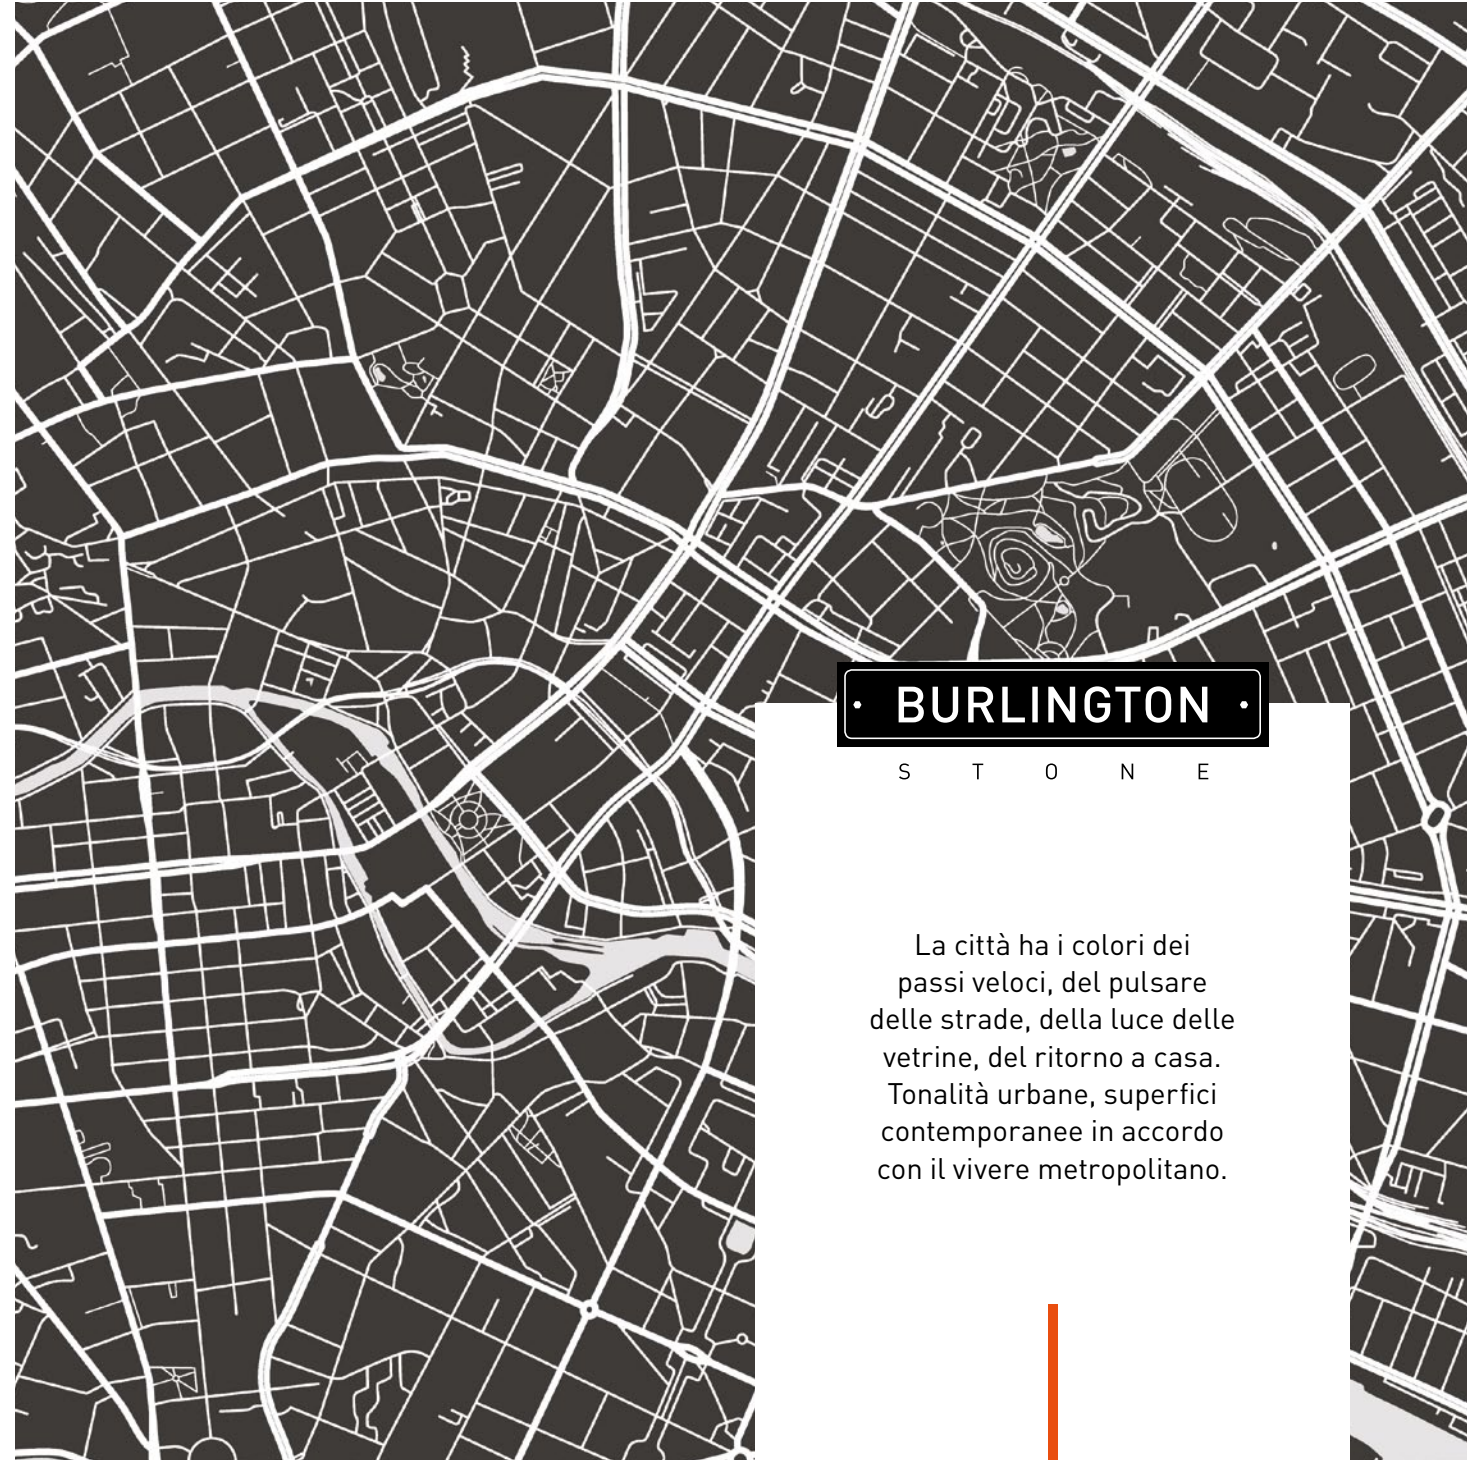 BURLINGTON
STONE
La città ha i colori dei
passi veloci, del pulsare
delle strade, della luce delle
vetrine, del ritorno a casa.
Tonalità urbane, superfici
contemporanee in accordo
con il vivere metropolitano.